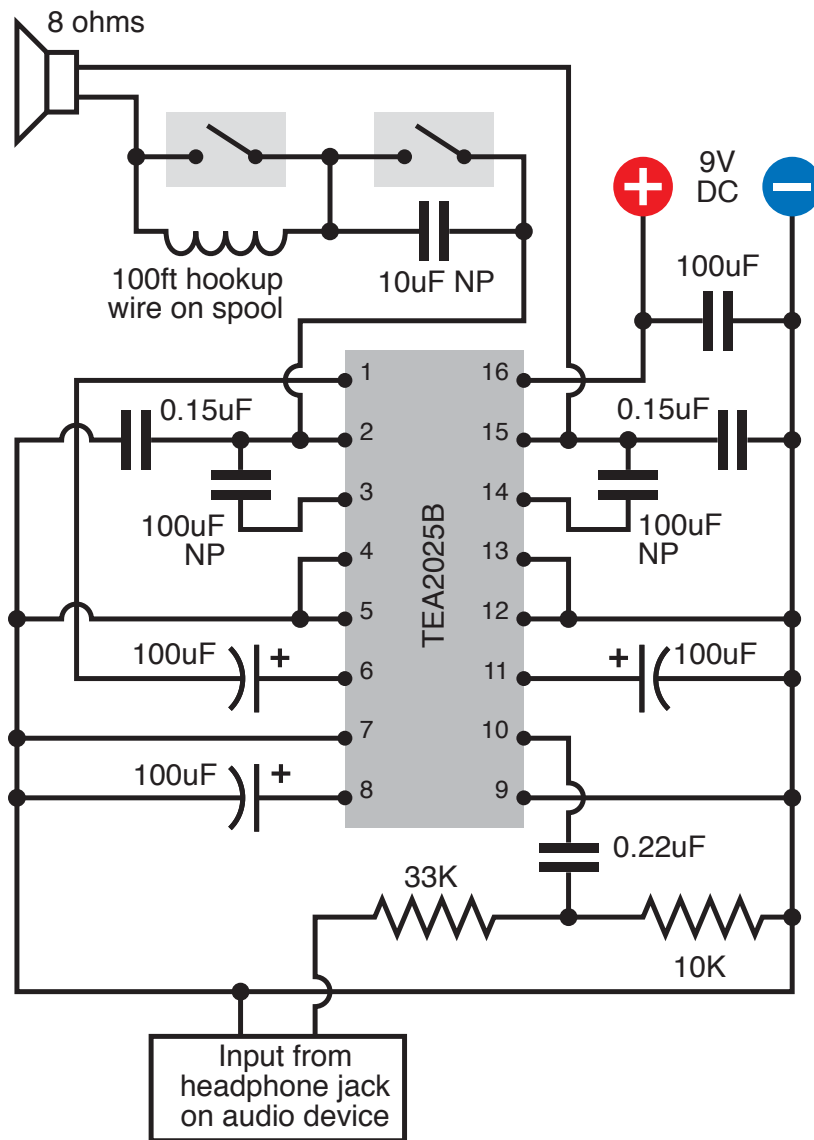 8 ohms
9V
DC
100ft hookup
wire on spool
10uF NP
100uF
+
−
1
16
0.15uF
0.15uF
2
15
3
14
100uF
NP
100uF
NP
4
13
TEA2025B
5
12
100uF
+
6
11
+
100uF
7
10
100uF
+
8
9
0.22uF
33K
10K
Input from
headphone jack
on audio device